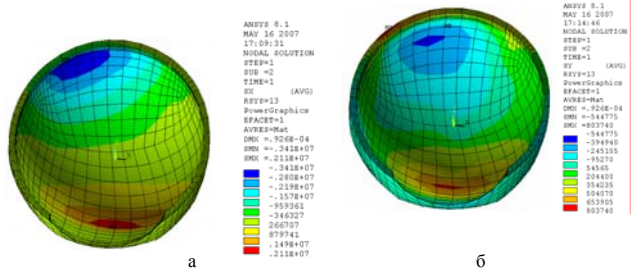 ANSYS 8.1
MAY 16 2007
17:09:31
NODAL SOLUTION
STEP=1
SUB =2
TIME=1
SX (AVG)
RSYS=13
PowerGraphics
EFACET=1
AVRES=Mat
DMX =.926E-04
SMN =-.341E+07
SMX =.211E+07
-.341E+07
-.280E+07
-.219E+07
-.157E+07
-959361
-346327
266707
879741
.149E+07
.211E+07
а
ANSYS 8.1
MAY 16 2007
17:14:46
NODAL SOLUTION
STEP=1
SUB =2
TIME=1
SY (AVG)
RSYS=13
PowerGraphics
EFACET=1
AVRES=Mat
DMX =.926E-04
SMN =-544775
SMX =803740
-544775
-394940
-245105
-95270
54565
204400
354235
504070
653905
803740
б